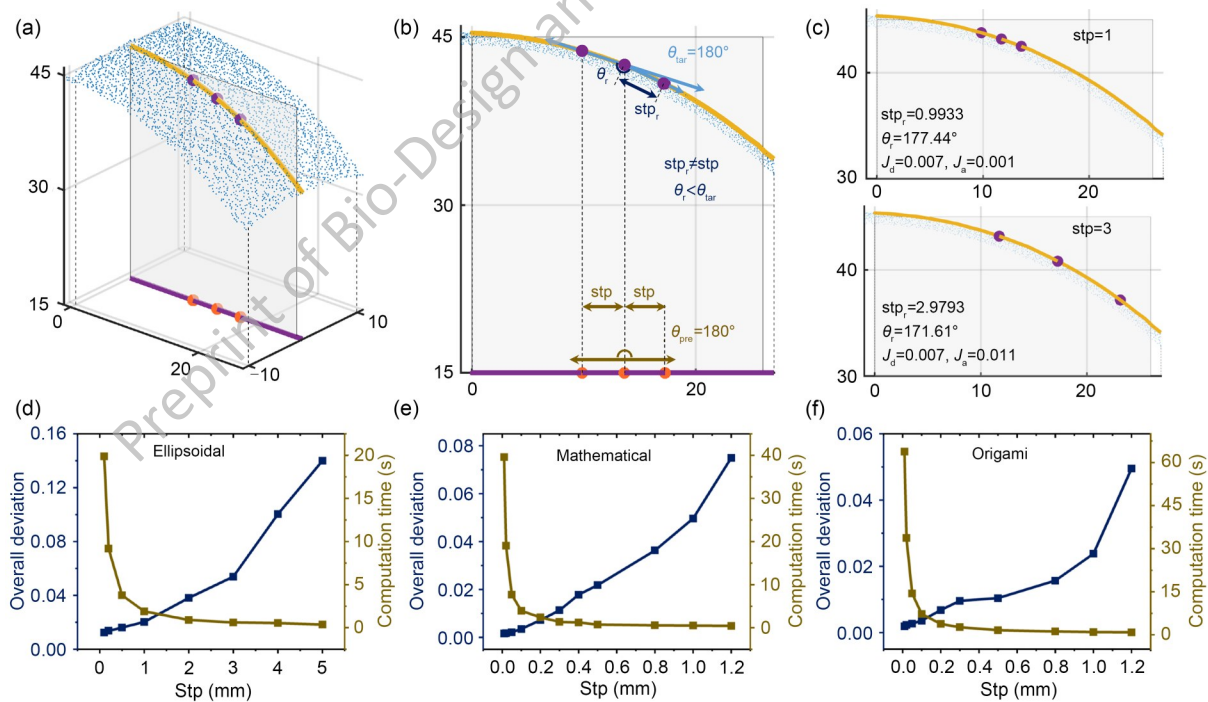 (a)
45
30
15
0
20
−10
10
(b)
45
30
15
0
20
θtar=180°
θr
stpr
stpr≠stp
θr<θtar
stp
stp
θpre=180°
(c)
stp=1
40
30
0
10
20
stpr=0.9933
θr=177.44°
Jd=0.007, Ja=0.001
stp=3
40
30
0
10
20
stpr=2.9793
θr=171.61°
Jd=0.007, Ja=0.011
Preprint of Bio-Design and
(d)
Ellipsoidal
Overall deviation
0.16
0.12
0.08
0.04
0.00
Computation time (s)
20
15
10
5
0
0 1 2 3 4 5
Stp (mm)
(e)
Mathematical
Overall deviation
0.08
0.06
0.04
0.02
0.00
Computation time (s)
40
30
20
10
0
0.0 0.2 0.4 0.6 0.8 1.0 1.2
Stp (mm)
(f)
Origami
Overall deviation
0.06
0.04
0.02
0.00
Computation time (s)
60
45
30
15
0
0.0 0.2 0.4 0.6 0.8 1.0 1.2
Stp (mm)